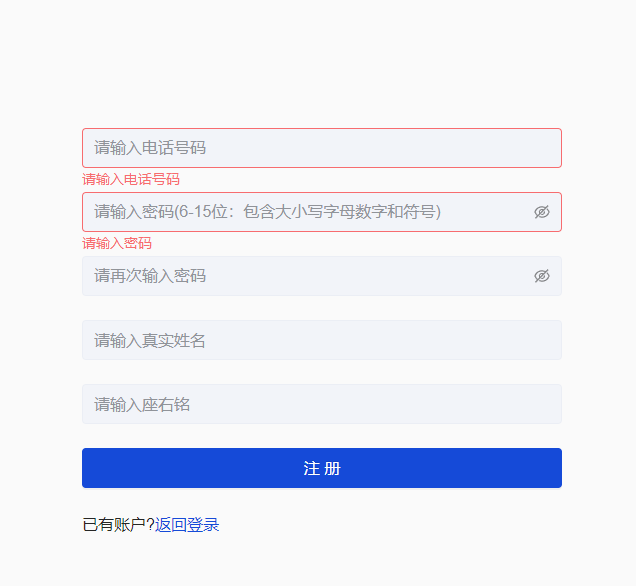 请输入电话号码
请输入电话号码
请输入密码(6-15位：包含大小写字母数字和符号)
请输入密码
请再次输入密码
请输入真实姓名
请输入座右铭
注 册
已有账户?返回登录